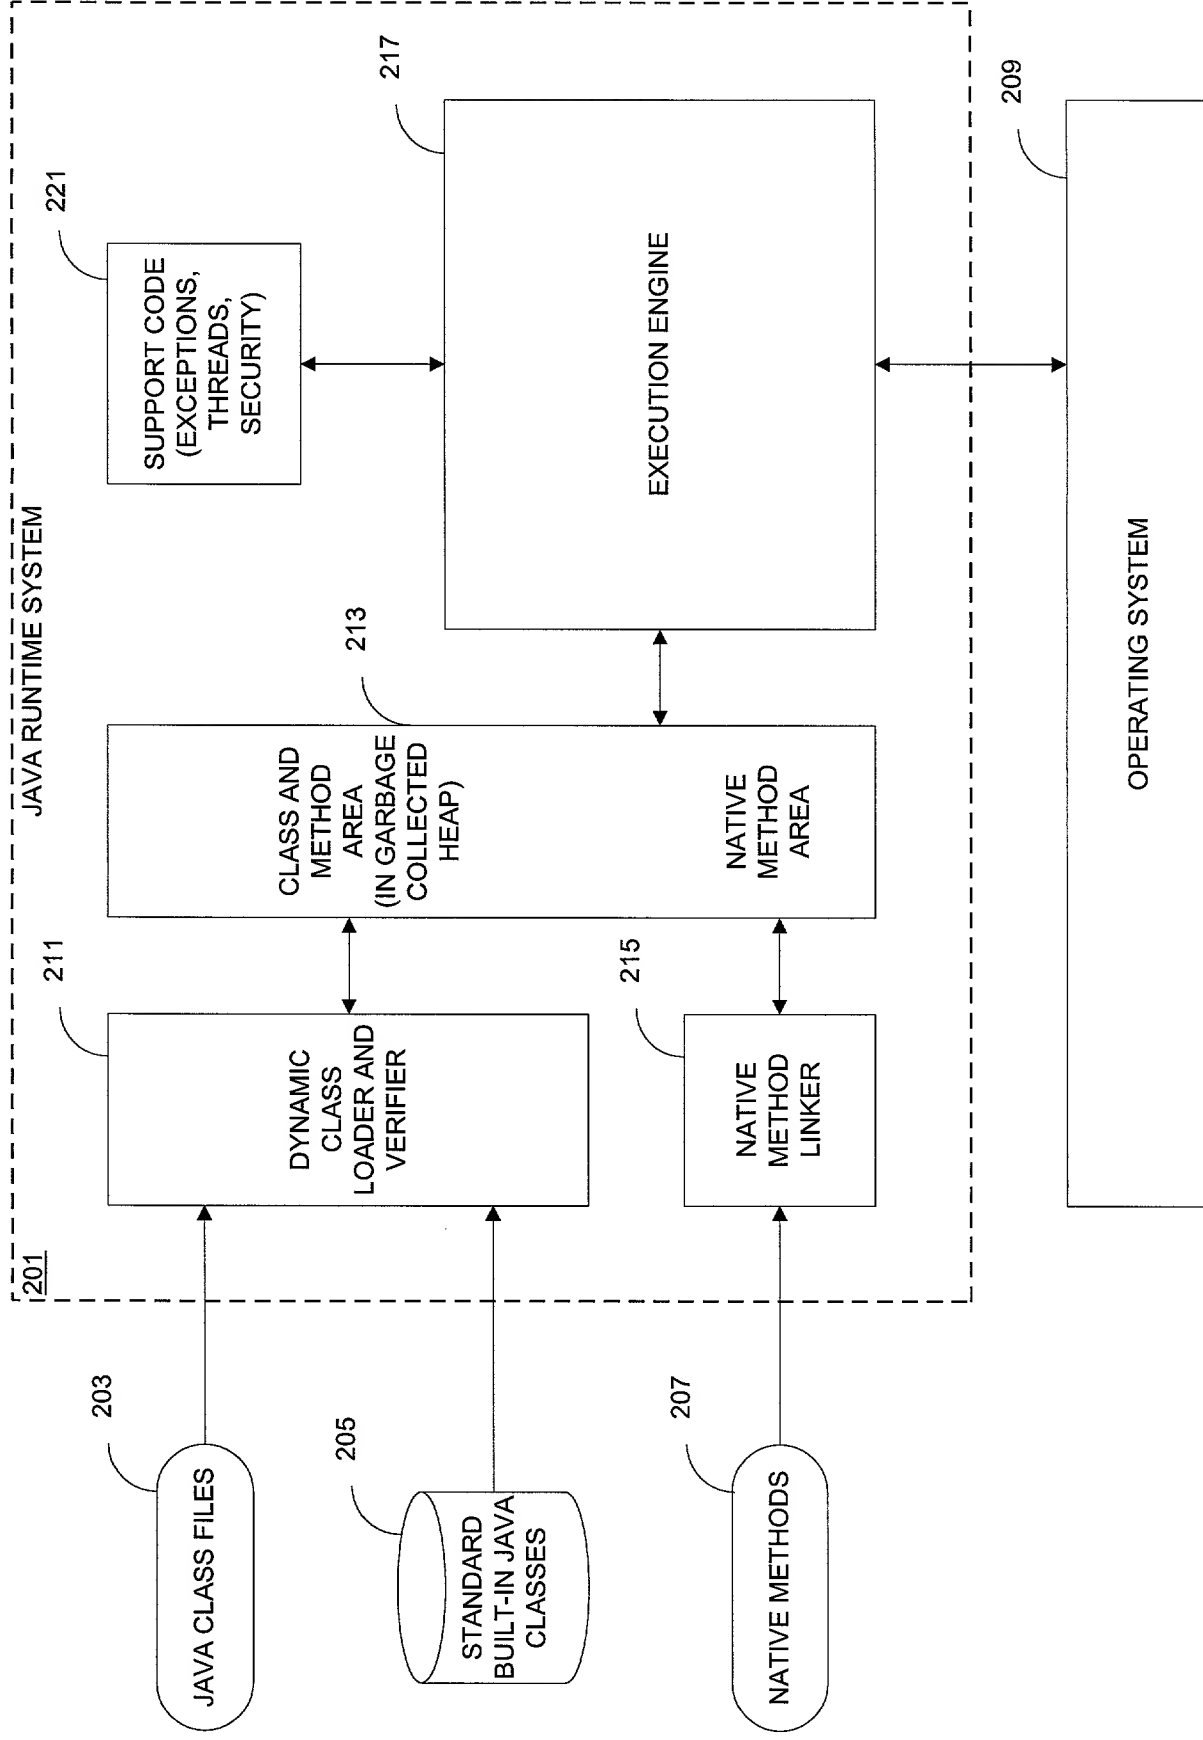 201
JAVA RUNTIME SYSTEM
203
JAVA CLASS FILES
205
STANDARD
BUILT-IN JAVA
CLASSES
207
NATIVE METHODS
211
DYNAMIC
CLASS
LOADER AND
VERIFIER
215
NATIVE
METHOD
LINKER
213
CLASS AND
METHOD
AREA
(IN GARBAGE
COLLECTED
HEAP)
NATIVE
METHOD
AREA
221
SUPPORT CODE
(EXCEPTIONS,
THREADS,
SECURITY)
217
EXECUTION ENGINE
209
OPERATING SYSTEM